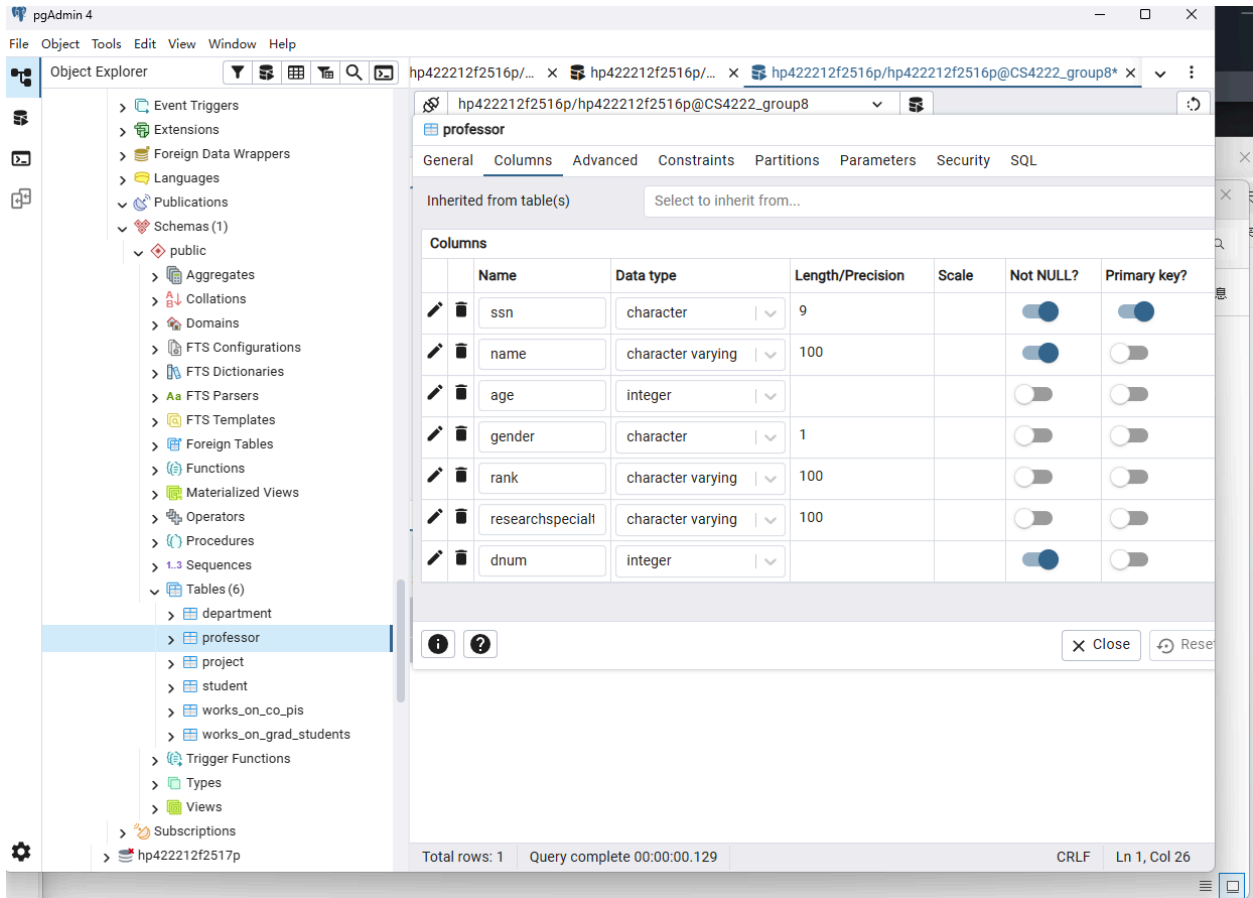 pgAdmin 4
File Object Tools Edit View Window Help
Object Explorer
hp422212f2516p/... hp422212f2516p/... hp422212f2516p/hp422212f2516p@CS4222_group8*
hp422212f2516p/hp422212f2516p@CS4222_group8
Event Triggers
Extensions
Foreign Data Wrappers
Languages
Publications
Schemas (1)
public
Aggregates
Collations
Domains
FTS Configurations
FTS Dictionaries
Aa FTS Parsers
FTS Templates
Foreign Tables
Functions
Materialized Views
Operators
Procedures
1..3 Sequences
Tables (6)
department
professor
project
student
works_on_co_pis
works_on_grad_students
Trigger Functions
Types
Views
Subscriptions
hp422212f2517p
professor
General Columns Advanced Constraints Partitions Parameters Security SQL
Inherited from table(s) Select to inherit from...
Columns
Name Data type Length/Precision Scale Not NULL? Primary key?
ssn character 9
name character varying 100
age integer
gender character 1
rank character varying 100
researchspecialt character varying 100
dnum integer
Close Reset
Total rows: 1 Query complete 00:00:00.129 CRLF Ln 1, Col 26
息